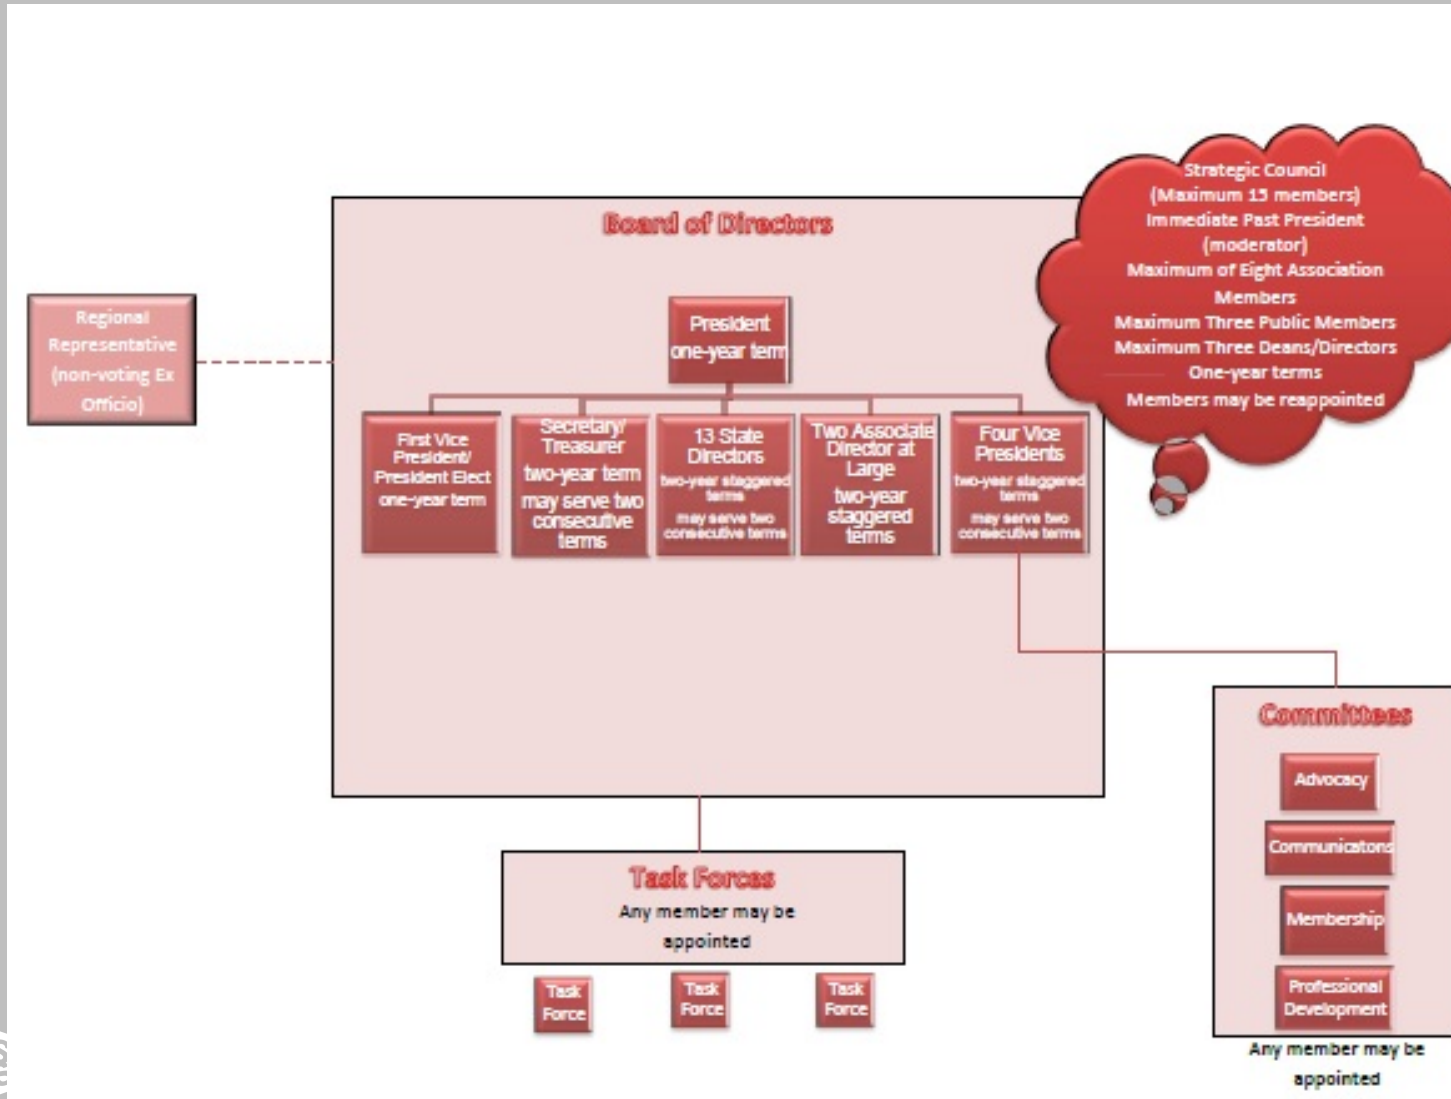 Strategic Council
(Maximum 15 members)
Immediate Past President
(moderator)
Maximum of Eight Association
Members
Maximum Three Public Members
Maximum Three Deans/Directors
One-year terms
Members may be reappointed
Board of Directors
Regional
Representative
(non-voting Ex
Officio)
President
one-year term
First Vice
President/
President Elect
one-year term
Secretary/
Treasurer
two-year term
may serve two
consecutive
terms
13 State
Directors
two-year staggered
terms
may serve two
consecutive terms
Two Associate
Director at
Large
two-year
staggered
terms
Four Vice
Presidents
two-year staggered
terms
may serve two
consecutive terms
Committees
Advocacy
Communicatons
Membership
Professional
Development
Any member may be
appointed
Task Forces
Any member may be
appointed
Task
Force
Task
Force
Task
Force